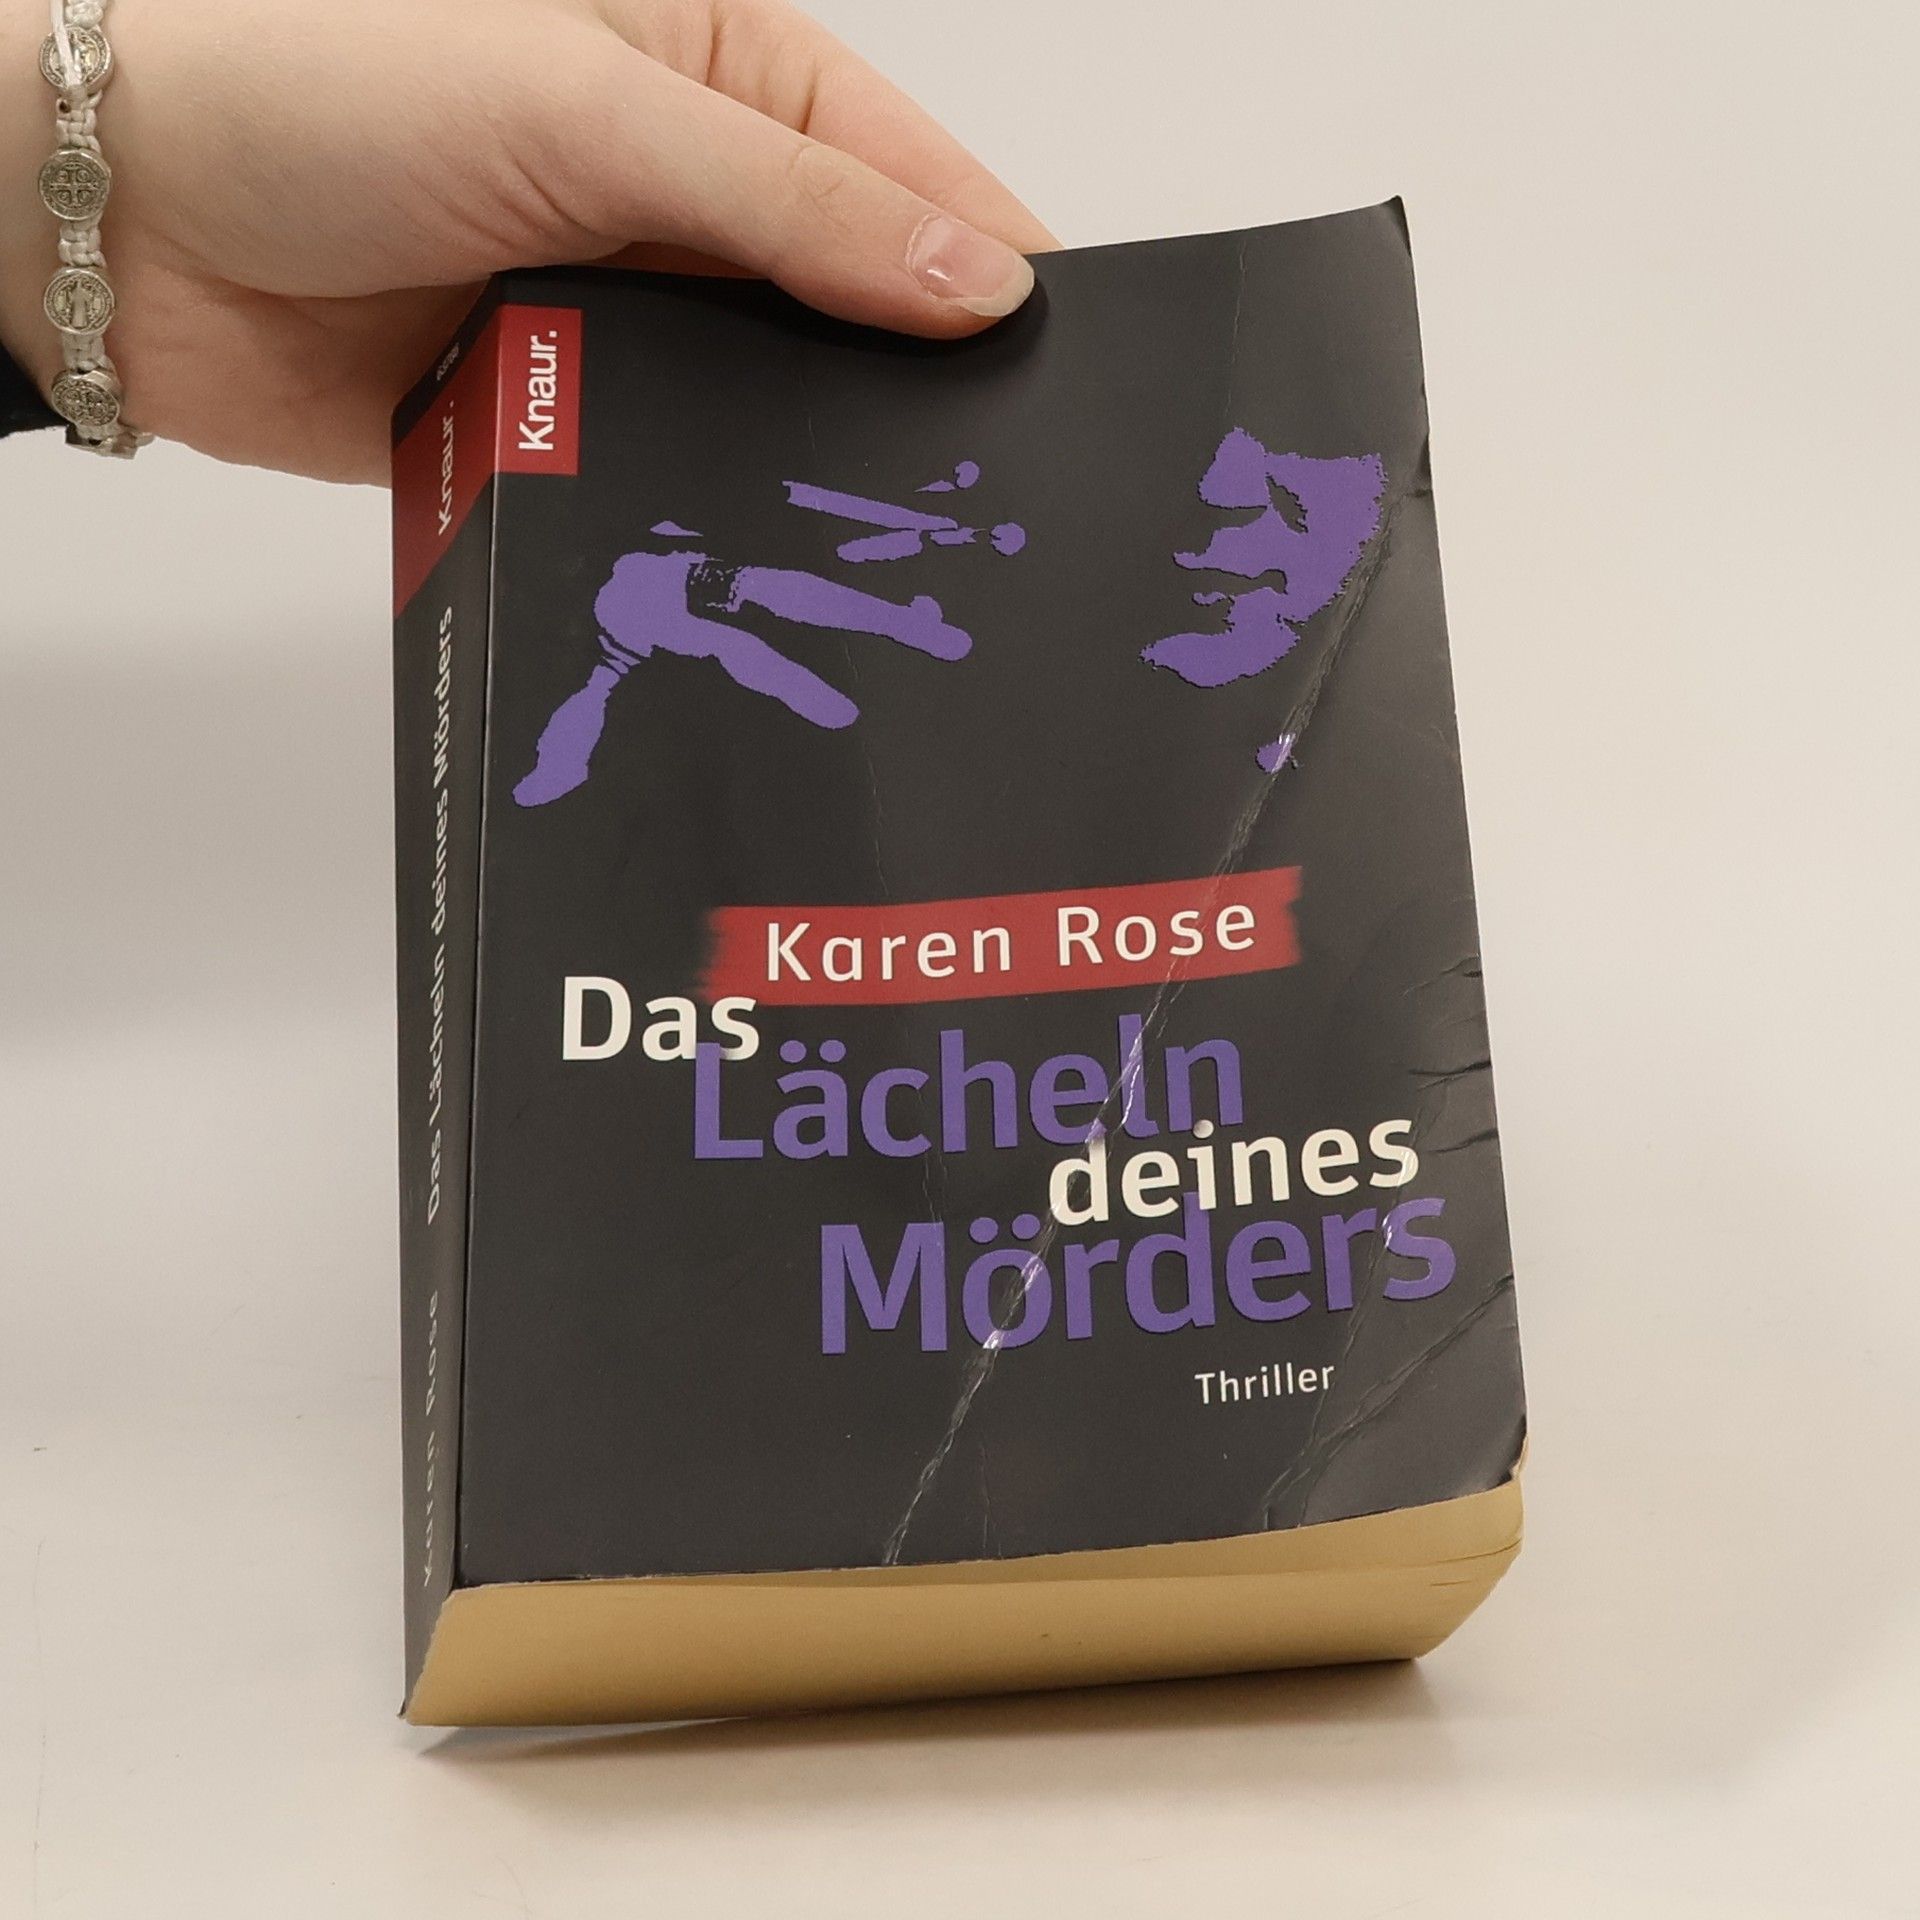 Knaur.
Karen Rose
Das
Lächeln
deines
Mörders
Thriller
Knaur.
Das Lächeln deines Mörders
Karen Rose